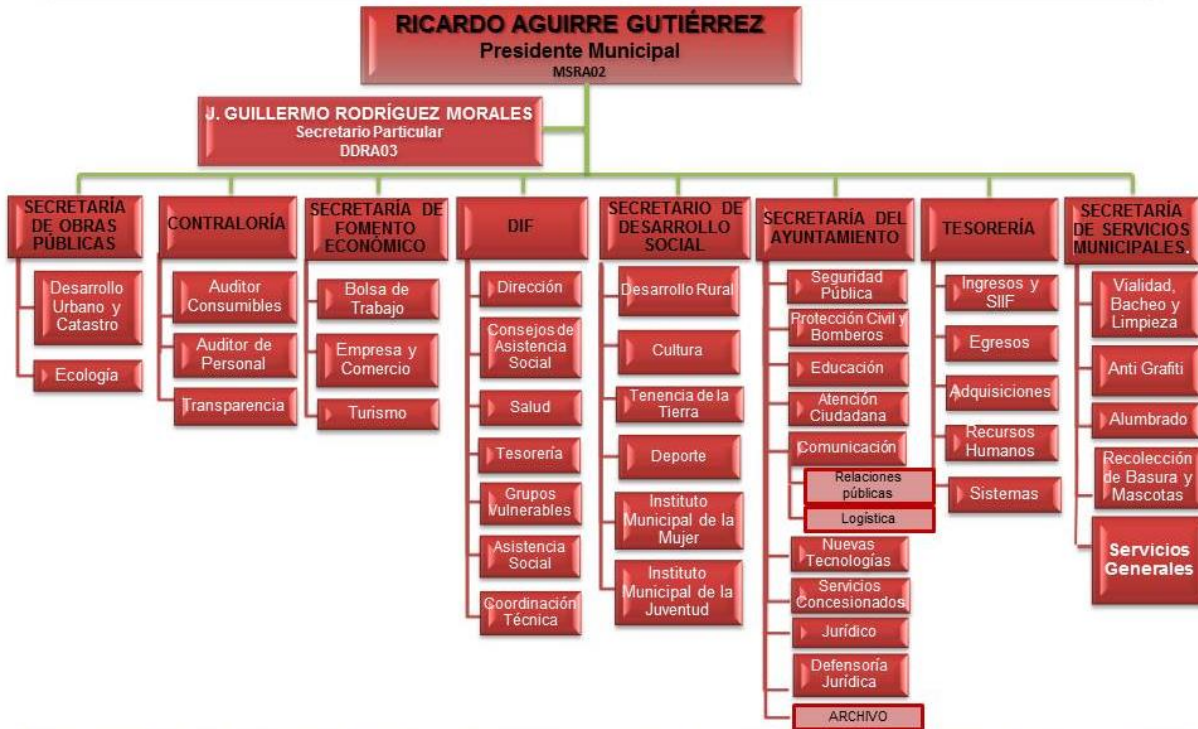 RICARDO AGUIRRE GUTIÉRREZ
Presidente Municipal
MSRA02
J. GUILLERMO RODRÍGUEZ MORALES
Secretario Particular
DDRA03
SECRETARÍA
DE OBRAS
PÚBLICAS
Desarrollo
Urbano y
Catastro
Ecología
CONTRALORÍA
Auditor
Consumibles
Auditor de
Personal
Transparencia
SECRETARÍA DE
FOMENTO
ECONÓMICO
Bolsa de
Trabajo
Empresa y
Comercio
Turismo
DIF
Dirección
Consejos de
Asistencia
Social
Salud
Tesorería
Grupos
Vulnerables
Asistencia
Social
Coordinación
Técnica
SECRETARIO DE
DESARROLLO
SOCIAL
Desarrollo Rural
Cultura
Tenencia de la
Tierra
Deporte
Instituto
Municipal de la
Mujer
Instituto
Municipal de la
Juventud
SECRETARÍA DEL
AYUNTAMIENTO
Seguridad
Pública
Protección Civil y
Bomberos
Educación
Atención
Ciudadana
Comunicación
Relaciones
públicas
Logística
Nuevas
Tecnologías
Servicios
Concesionados
Jurídico
Defensoría
Jurídica
ARCHIVO
TESORERÍA
Ingresos y
SIIF
Egresos
Adquisiciones
Recursos
Humanos
Sistemas
SECRETARÍA
DE SERVICIOS
MUNICIPALES.
Vialidad,
Bacheo y
Limpieza
Anti Grafiti
Alumbrado
Recolección
de Basura y
Mascotas
Servicios
Generales